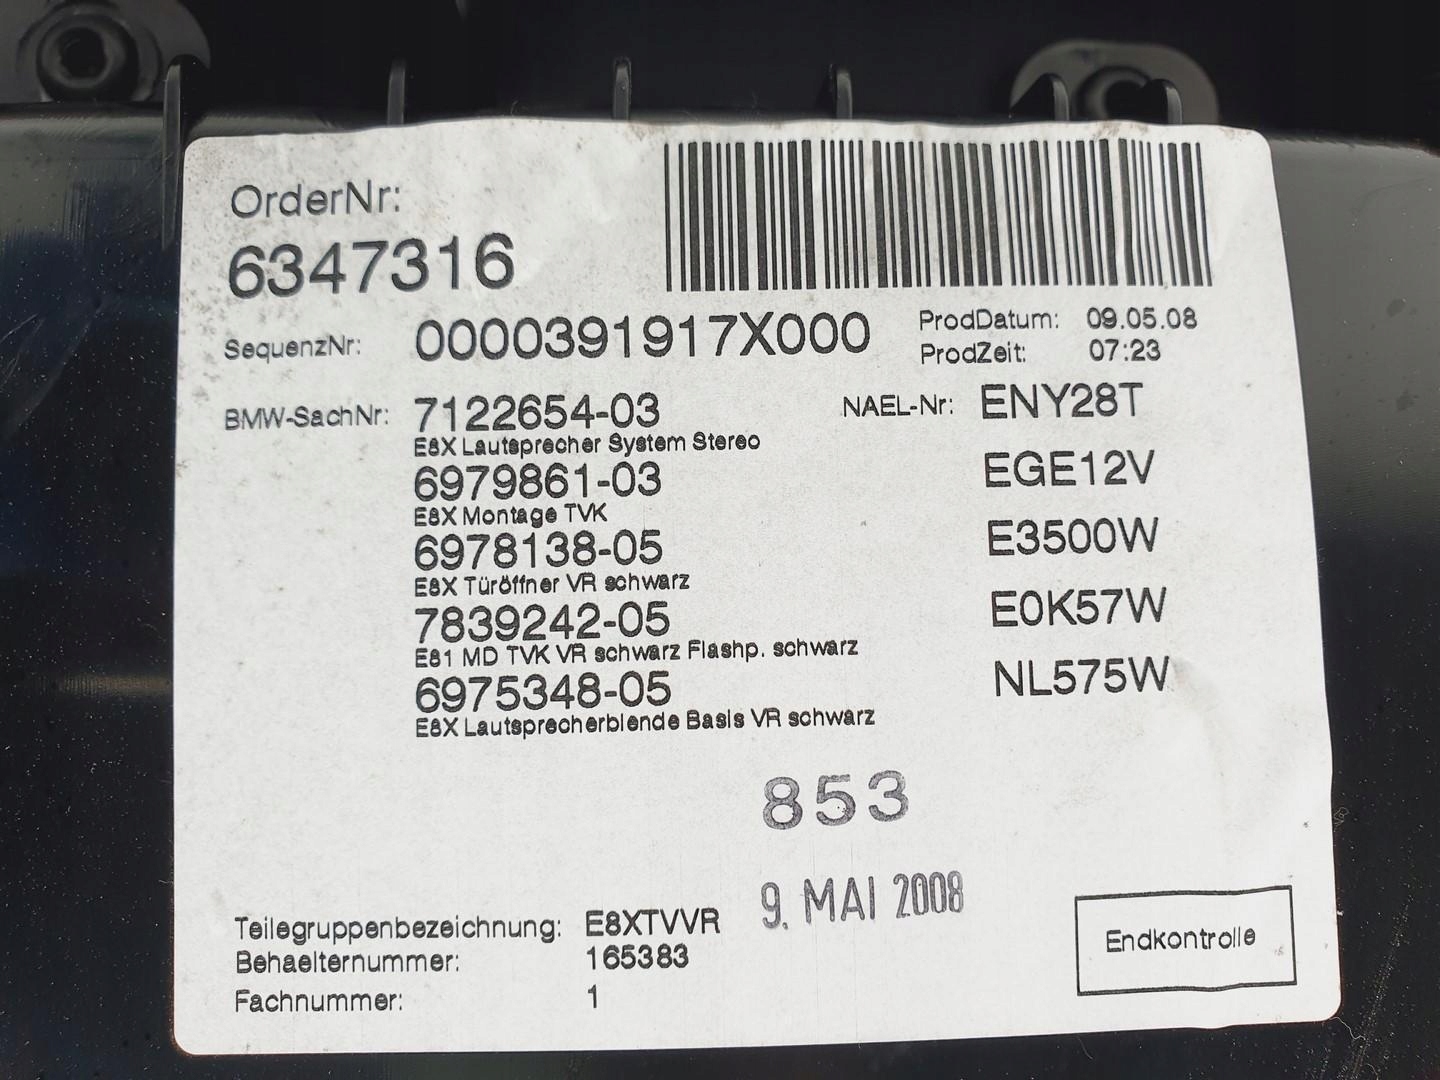 OrderNr:
6347316
SequenzNr: 0000391917X000
ProdDatum: 09.05.08
ProdZeit: 07:23
BMW-SachNr: 7122654-03 NAEL-Nr: ENY28T
E8X Lautsprecher System Stereo
6979861-03 EGE12V
E8X Montage TVK
6978138-05 E3500W
E8X Türöffner VR schwarz
7839242-05 E0K57W
E81 MD TVK VR schwarz Flashp. schwarz
6975348-05 NL575W
E8X Lautsprecherblende Basis VR schwarz
853
9. MAI 2008
Teilegruppenbezeichnung: E8XTVVR
Behaelternummer: 165383
Fachnummer: 1
Endkontrolle